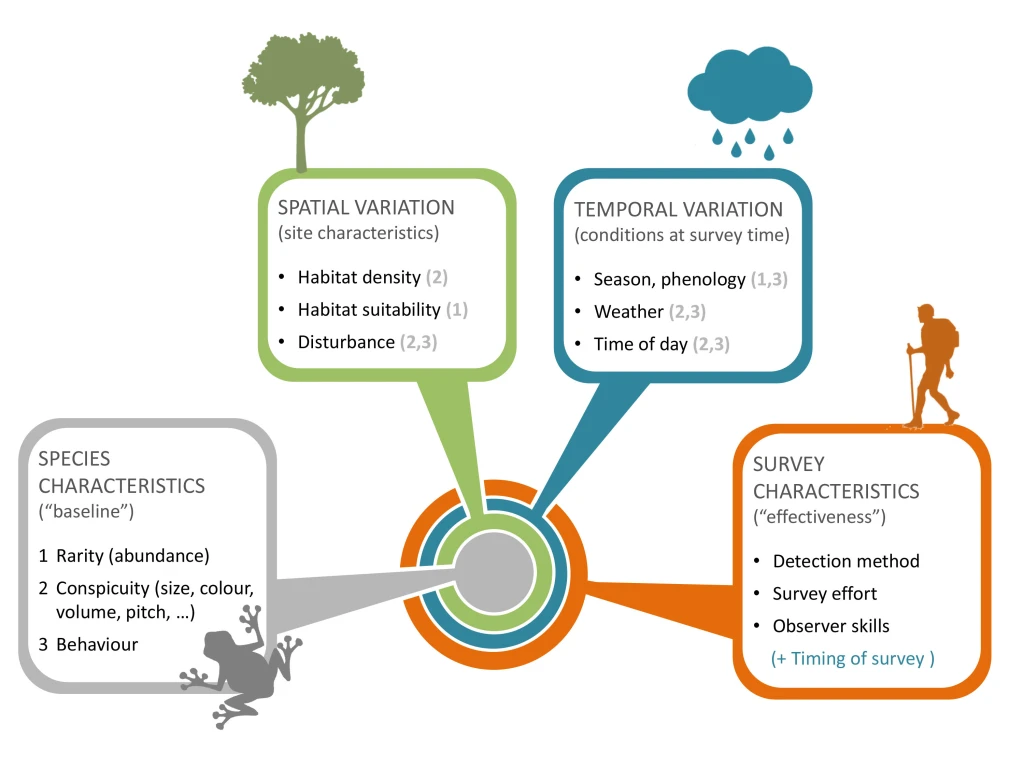 SPATIAL VARIATION
(site characteristics)
• Habitat density (2)
• Habitat suitability (1)
• Disturbance (2,3)
TEMPORAL VARIATION
(conditions at survey time)
• Season, phenology (1,3)
• Weather (2,3)
• Time of day (2,3)
SPECIES
CHARACTERISTICS
(“baseline”)
1 Rarity (abundance)
2 Conspicuity (size, colour,
volume, pitch, …)
3 Behaviour
SURVEY
CHARACTERISTICS
(“effectiveness”)
• Detection method
• Survey effort
• Observer skills
(+ Timing of survey )